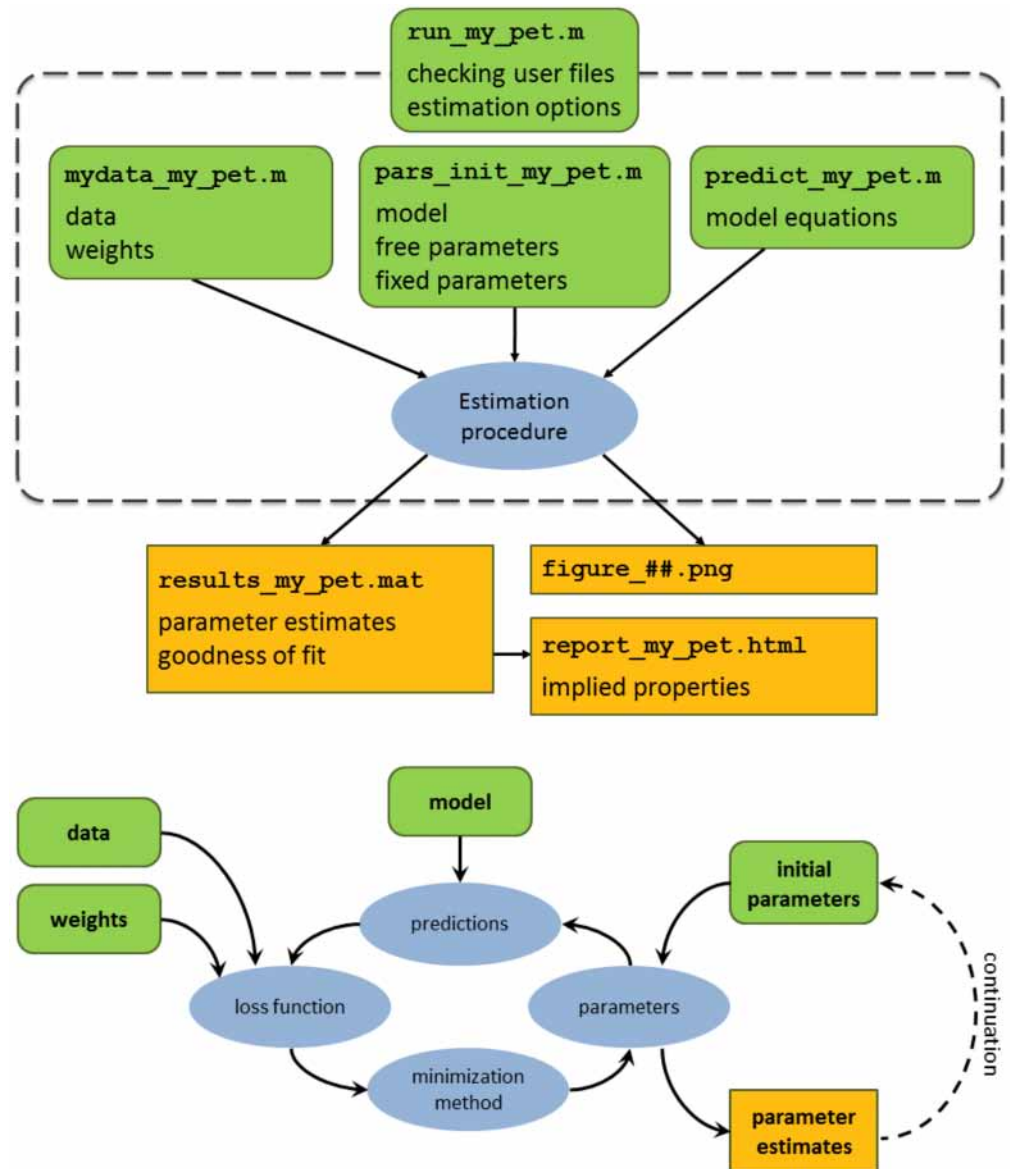 run_my_pet.m
checking user files
estimation options
mydata_my_pet.m
data
weights
pars_init_my_pet.m
model
free parameters
fixed parameters
predict_my_pet.m
model equations
Estimation
procedure
results_my_pet.mat
parameter estimates
goodness of fit
figure_##.png
report_my_pet.html
implied properties
data
weights
model
initial
parameters
predictions
loss function
parameters
minimization
method
continuation
parameter
estimates